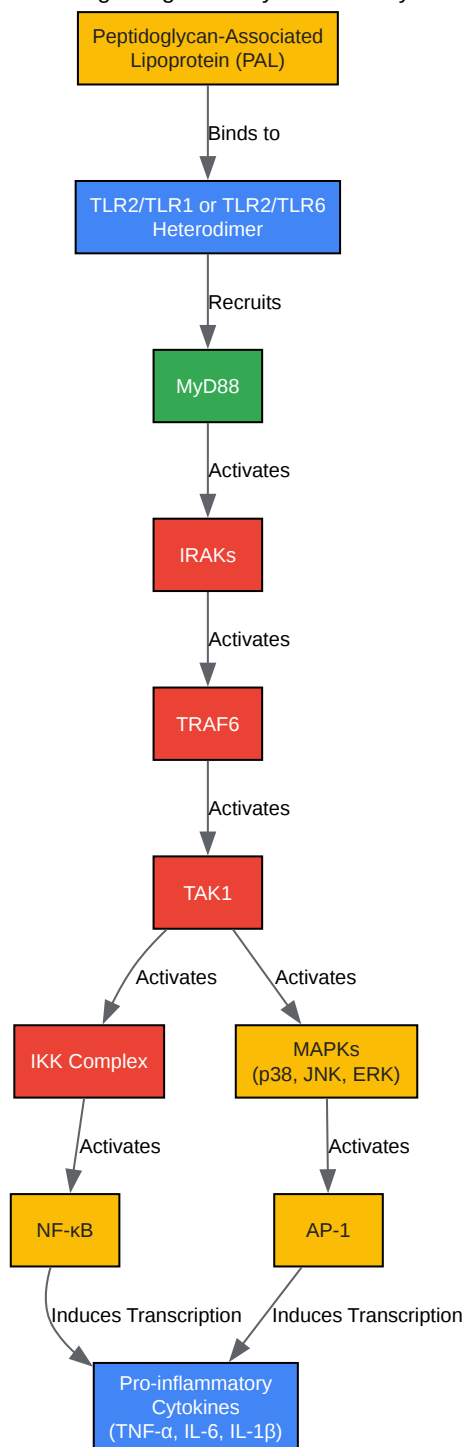 Peptidoglycan-Associated
Lipoprotein (PAL)
Binds to
TLR2/TLR1 or TLR2/TLR6
Heterodimer
Recruits
MyD88
Activates
IRAKs
Activates
TRAF6
Activates
TAK1
Activates
Activates
IKK Complex
MAPKs
(p38, JNK, ERK)
Activates
Activates
NF-κB
AP-1
Induces Transcription
Induces Transcription
Pro-inflammatory
Cytokines
(TNF-α, IL-6, IL-1β)